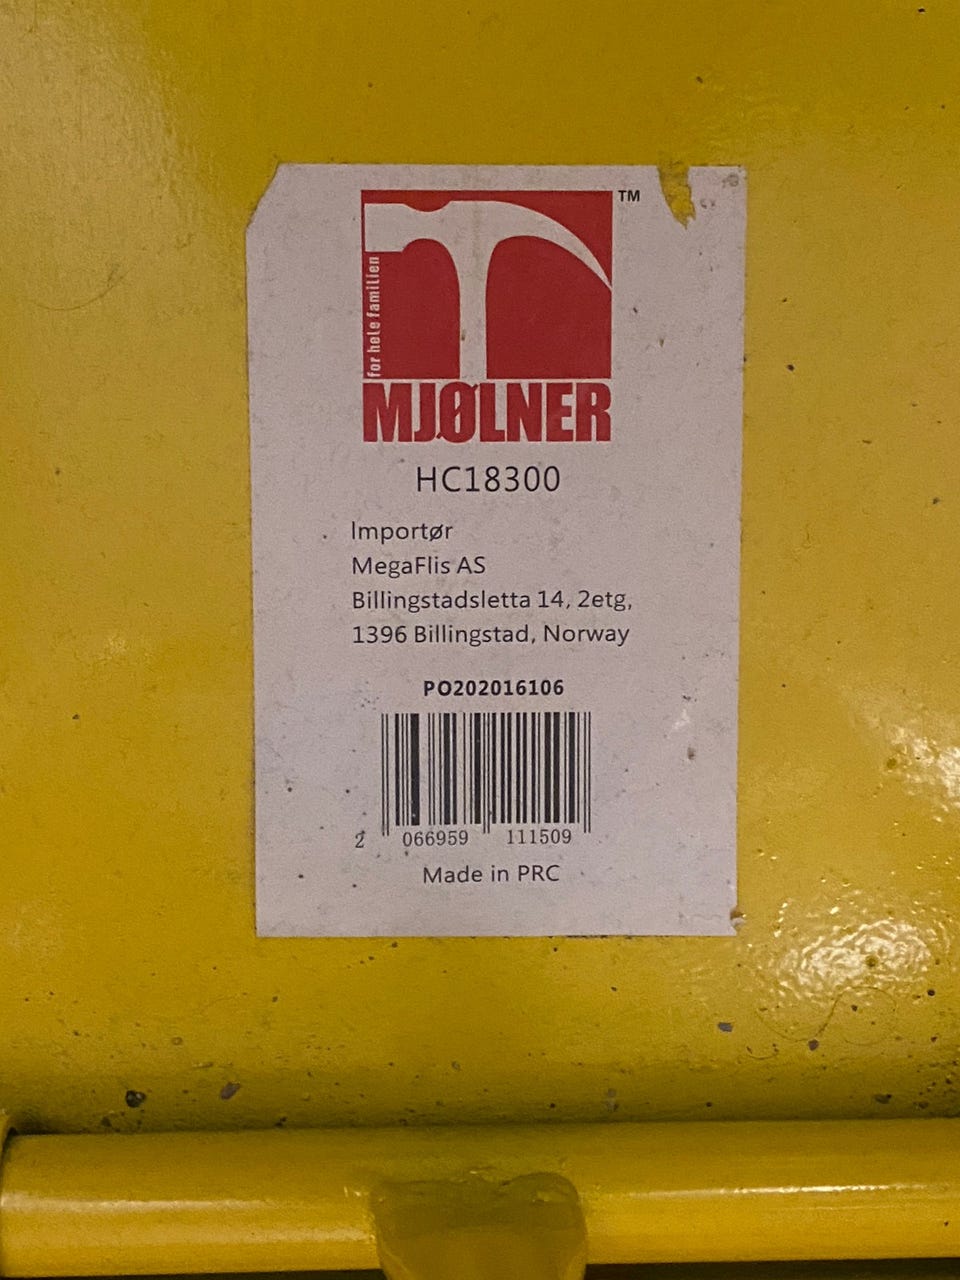 TM
for hele familien
MJØLNER
HC18300
Importør
MegaFlis AS
Billingstadsletta 14, 2etg,
1396 Billingstad, Norway
PO202016106
2 066959 111509
Made in PRC